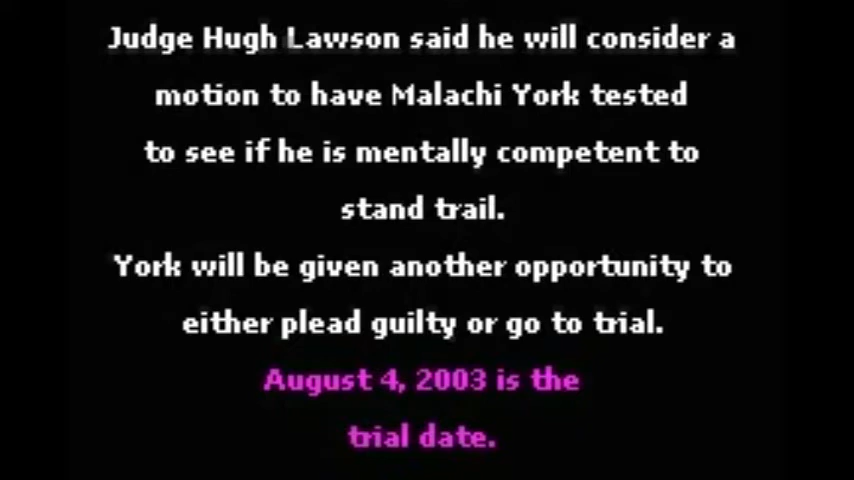 Judge Hugh Lawson said he will consider a
motion to have Malachi York tested
to see if he is mentally competent to
stand trail.
York will be given another opportunity to
either plead guilty or go to trial.
August 4, 2003 is the
trial date.